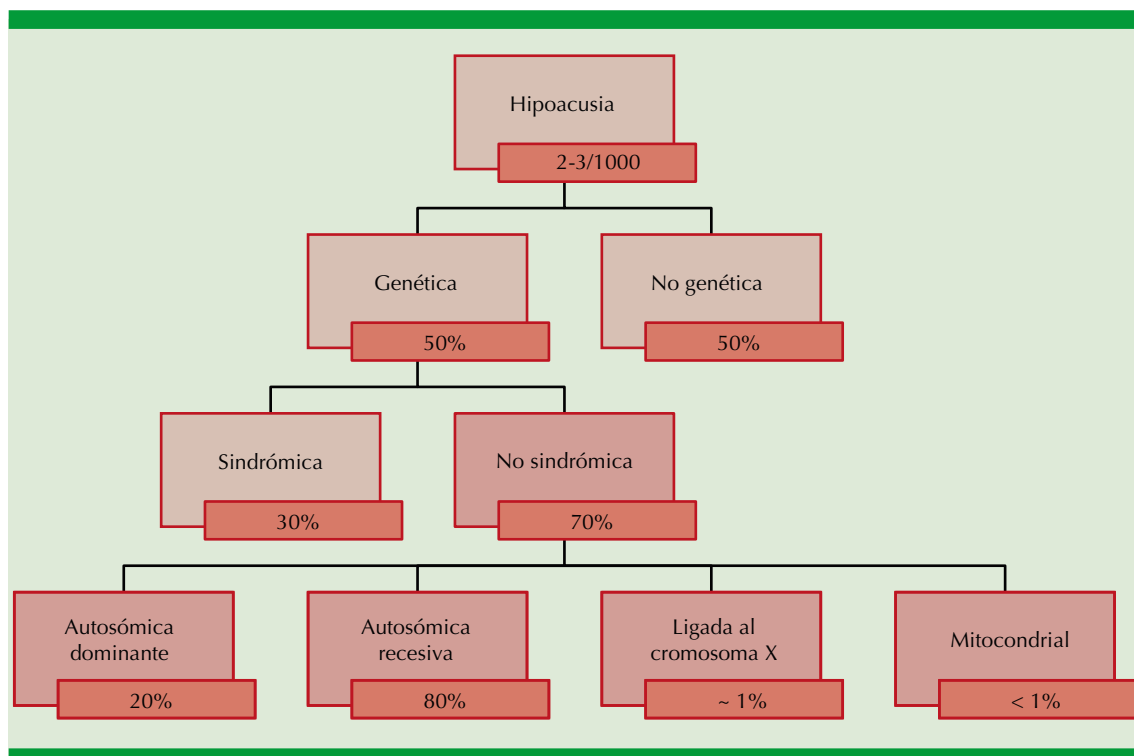 Hipoacusia
2-3/1000
Genética
50%
No genética
50%
Sindrómica
30%
No sindrómica
70%
Autosómica
dominante
20%
Autosómica
recesiva
80%
Ligada al
cromosoma X
~ 1%
Mitocondrial
< 1%